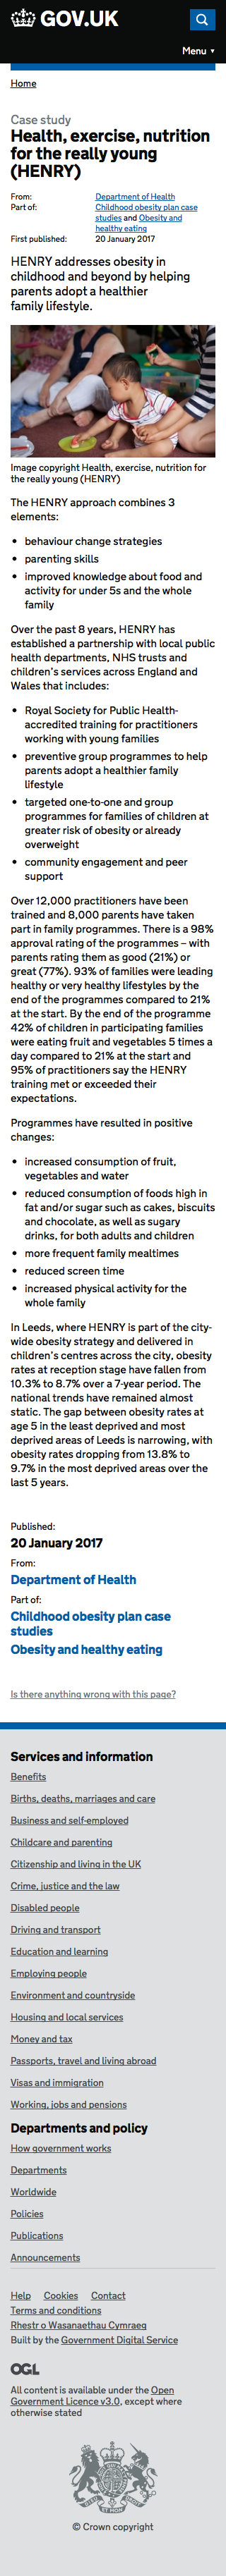 GOV.UK
Menu ▼
Home
Case study
Health, exercise, nutrition
for the really young
(HENRY)
From: Department of Health
Part of: Childhood obesity plan case
studies and Obesity and
healthy eating
First published: 20 January 2017
HENRY addresses obesity in
childhood and beyond by helping
parents adopt a healthier
family lifestyle.
Image copyright Health, exercise, nutrition for
the really young (HENRY)
The HENRY approach combines 3
elements:
• behaviour change strategies
• parenting skills
• improved knowledge about food and
activity for under 5s and the whole
family
Over the past 8 years, HENRY has
established a partnership with local public
health departments, NHS trusts and
children's services across England and
Wales that includes:
• Royal Society for Public Health-
accredited training for practitioners
working with young families
• preventive group programmes to help
parents adopt a healthier family
lifestyle
• targeted one-to-one and group
programmes for families of children at
greater risk of obesity or already
overweight
• community engagement and peer
support
Over 12,000 practitioners have been
trained and 8,000 parents have taken
part in family programmes. There is a 98%
approval rating of the programmes – with
parents rating them as good (21%) or
great (77%). 93% of families were leading
healthy or very healthy lifestyles by the
end of the programmes compared to 21%
at the start. By the end of the programme
42% of children in participating families
were eating fruit and vegetables 5 times a
day compared to 21% at the start and
95% of practitioners say the HENRY
training met or exceeded their
expectations.
Programmes have resulted in positive
changes:
• increased consumption of fruit,
vegetables and water
• reduced consumption of foods high in
fat and/or sugar such as cakes, biscuits
and chocolate, as well as sugary
drinks, for both adults and children
• more frequent family mealtimes
• reduced screen time
• increased physical activity for the
whole family
In Leeds, where HENRY is part of the city-
wide obesity strategy and delivered in
children's centres across the city, obesity
rates at reception stage have fallen from
10.3% to 8.7% over a 7-year period. The
national trends have remained almost
static. The gap between obesity rates at
age 5 in the least deprived and most
deprived areas of Leeds is narrowing, with
obesity rates dropping from 13.8% to
9.7% in the most deprived areas over the
last 5 years.
Published:
20 January 2017
From:
Department of Health
Part of:
Childhood obesity plan case
studies
Obesity and healthy eating
Is there anything wrong with this page?
Services and information
Benefits
Births, deaths, marriages and care
Business and self-employed
Childcare and parenting
Citizenship and living in the UK
Crime, justice and the law
Disabled people
Driving and transport
Education and learning
Employing people
Environment and countryside
Housing and local services
Money and tax
Passports, travel and living abroad
Visas and immigration
Working, jobs and pensions
Departments and policy
How government works
Departments
Worldwide
Policies
Publications
Announcements
Help Cookies Contact
Terms and conditions
Rhestr o Wasanaethau Cymraeg
Built by the Government Digital Service
OGL
All content is available under the Open
Government Licence v3.0, except where
otherwise stated
© Crown copyright